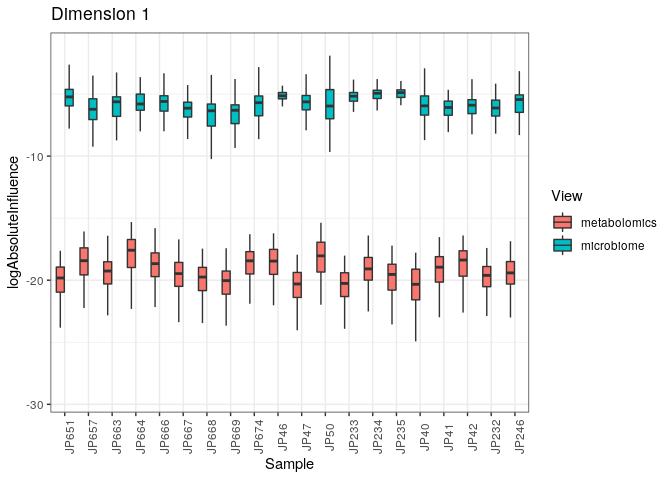 Dimension 1
logAbsoluteInfluence
-10
-20
-30
JP651
JP657
JP663
JP664
JP666
JP667
JP668
JP669
JP674
JP46
JP47
JP50
JP233
JP234
JP235
JP40
JP41
JP42
JP232
JP246
Sample
View
metabolomics
microbiome